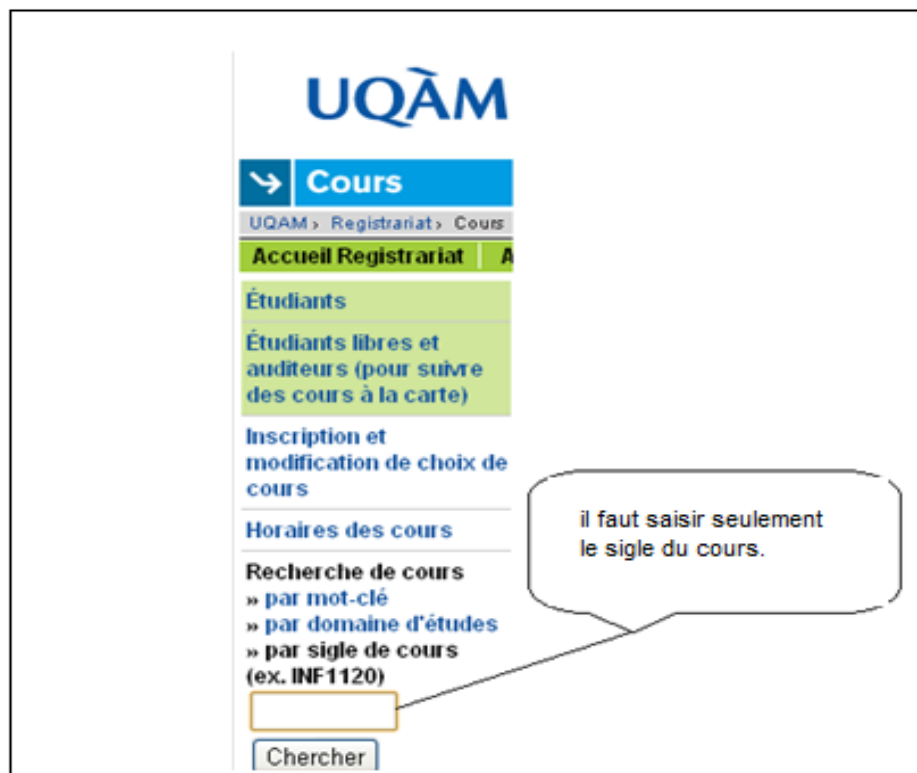 UQÀM
Cours
UQAM > Registrariat > Cours
Accueil Registrariat
Étudiants
Étudiants libres et
auditeurs (pour suivre
des cours à la carte)
Inscription et
modification de choix de
cours
Horaires des cours
Recherche de cours
» par mot-clé
» par domaine d'études
» par sigle de cours
(ex. INF1120)
Chercher
il faut saisir seulement
le sigle du cours.